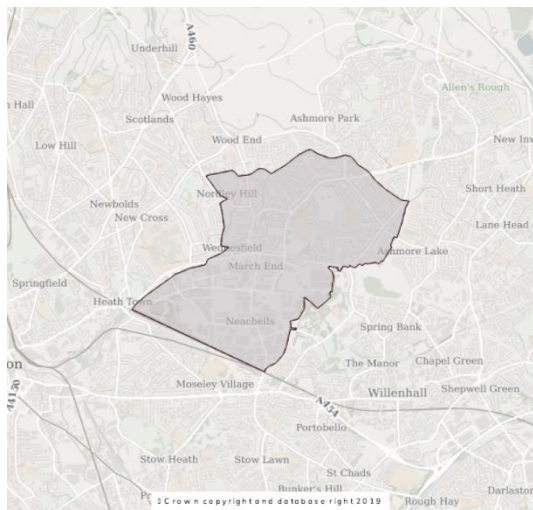 Underhill
A460
Allen's Rough
Wood Hayes
n Hall
Scotlands
Ashmore Park
Wood End
New Inv
Low Hill
Short Heath
Nordley Hill
Newbolds
New Cross
Lane Head
Wednesfield
Ashmore Lake
March End
Springfield
Heath Town
Neachells
Spring Bank
on
The Manor
Chapel Green
Moseley Village
Willenhall
Shepwell Green
A4150
A454
Portobello
Stow Heath
Stow Lawn
St Chads
Bunker's Hill
Darlaston
Pr
Rough Hay
Crown copyright and database right 2019